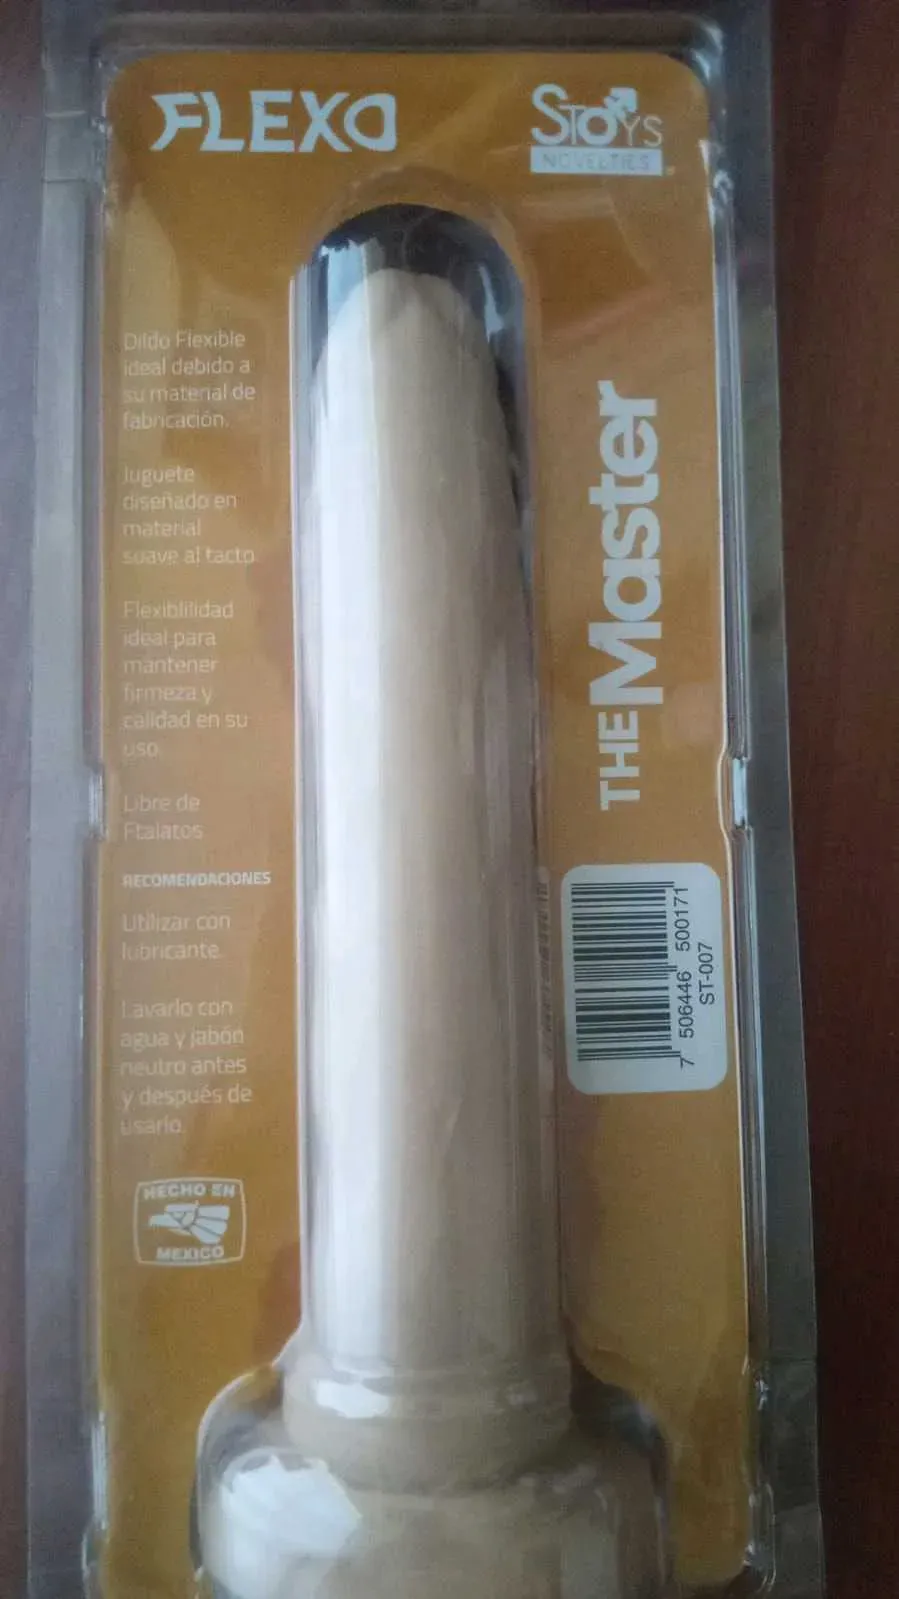 FLEXO
STOYS
NOVELTIES
Dildo Flexible
ideal debido a
su material de
fabricación.
Juguete
diseñado en
material
suave al tacto
Flexiblilidad
ideal para
mantener
firmeza y
calidad en su
uso.
Libre de
Ftalatos
RECOMENDACIONES
Utilizar con
lubricante.
Lavarlo con
agua y jabón
neutro antes
y después de
usarlo.
HECHO EN
MEXICO
THE Master
7 506446 500171
ST-007